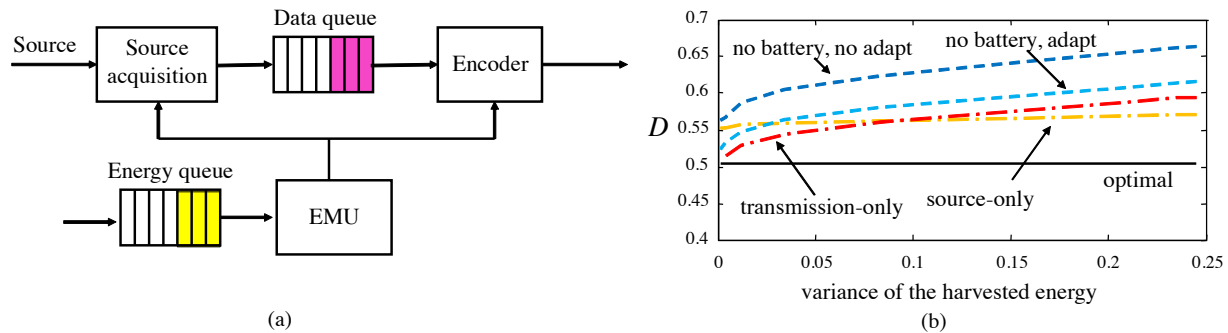 Source
Source
acquisition
Data queue
Encoder
Energy queue
EMU
(a)
D
0.7
0.65
0.6
0.55
0.5
0.45
0.4
no battery, no adapt
no battery, adapt
transmission-only
source-only
optimal
0
0.05
0.1
0.15
0.2
0.25
variance of the harvested energy
(b)